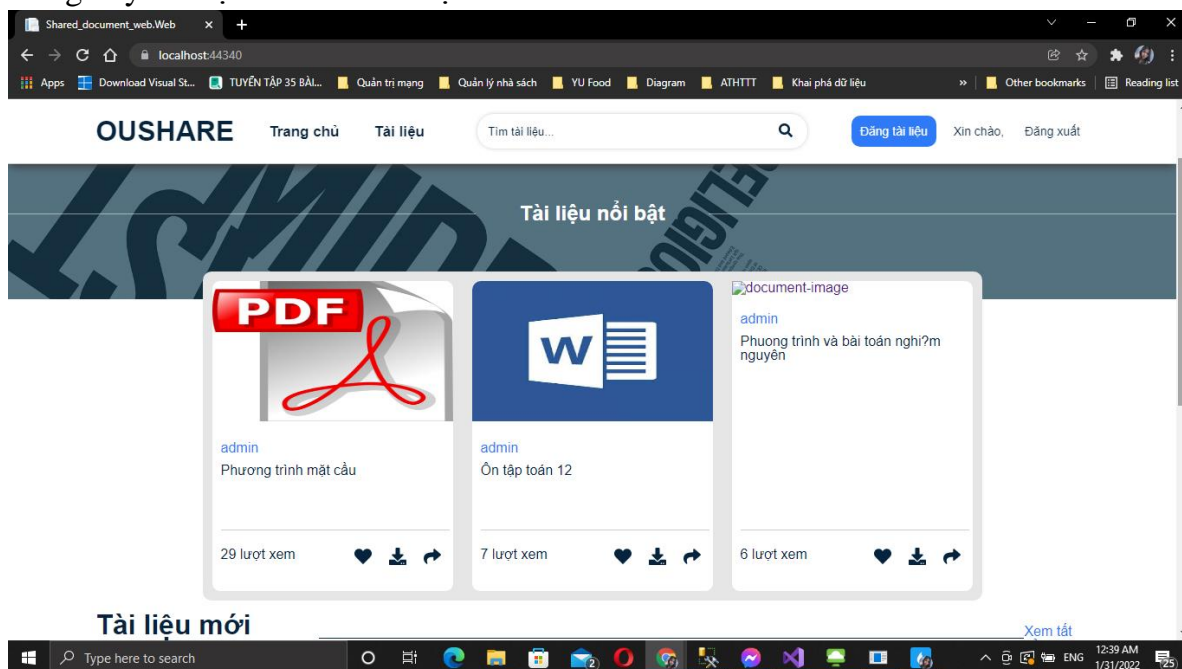 Shared_document_web.Web
localhost:44340
Apps Download Visual St... TUYỂN TẬP 35 BÀI... Quản trị mạng Quản lý nhà sách YU Food Diagram ATHTTT Khai phá dữ liệu » Other bookmarks Reading list
OUSHARE Trang chủ Tài liệu Tìm tài liệu... Đăng tài liệu Xin chào, Đăng xuất
Tài liệu nổi bật
PDF
W
document-image
admin
Phuong trình và bài toán nghi?m
nguyên
admin
Phương trình mặt cầu
admin
Ôn tập toán 12
29 lượt xem
7 lượt xem
6 lượt xem
Tài liệu mới
Xem tất
Type here to search
ENG
12:39 AM
1/31/2022
2
25